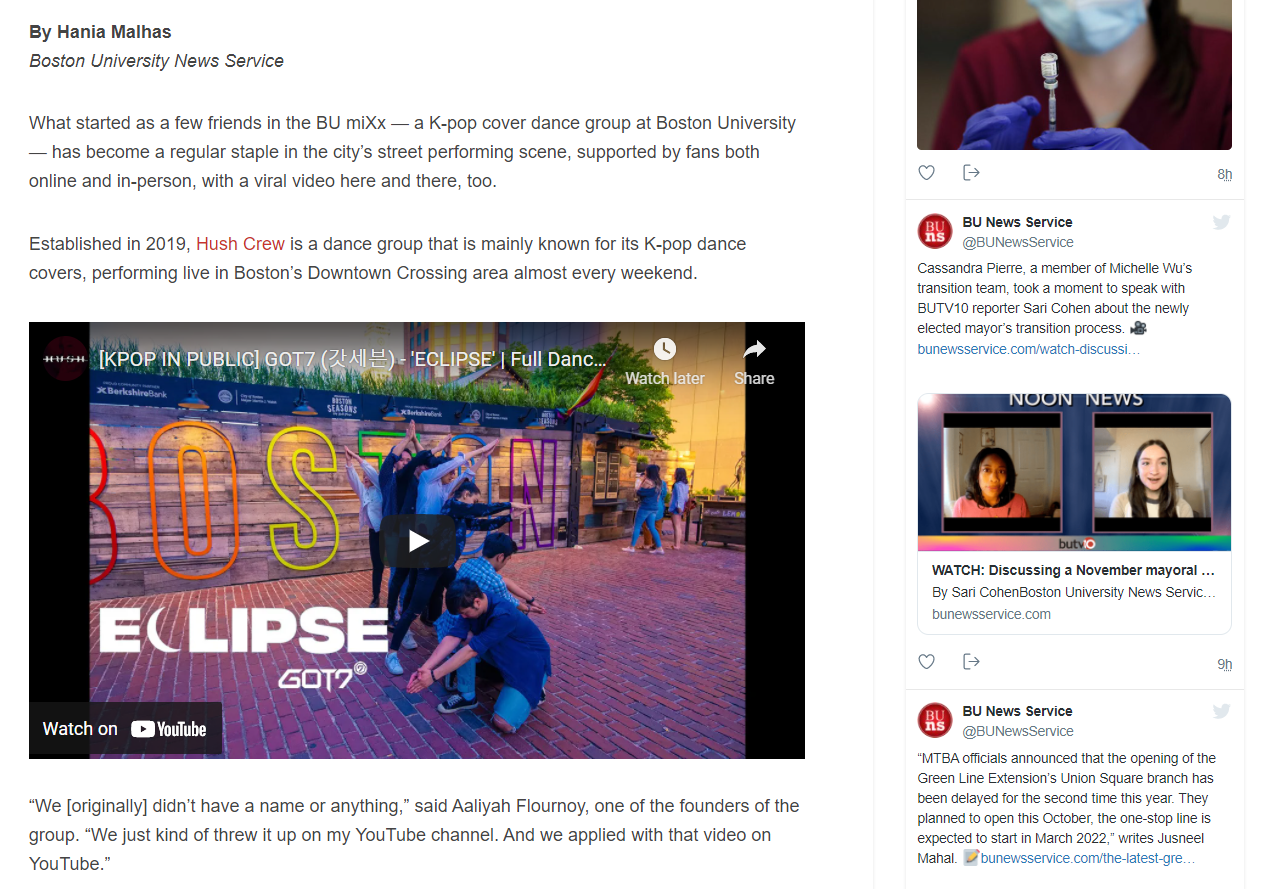 By Hania Malhas
Boston University News Service
What started as a few friends in the BU miXx — a K-pop cover dance group at Boston University
— has become a regular staple in the city’s street performing scene, supported by fans both
online and in-person, with a viral video here and there, too.
Established in 2019, Hush Crew is a dance group that is mainly known for its K-pop dance
covers, performing live in Boston’s Downtown Crossing area almost every weekend.
HUSH
[KPOP IN PUBLIC] GOT7 (갓세븐) - 'ECLIPSE' | Full Danc...
Watch later
Share
BerkshireBank
BOSTON
SEASONS
BerkshireBank
BOSTON
ECLIPSE
GOT7
Watch on YouTube
“We [originally] didn’t have a name or anything,” said Aaliyah Flournoy, one of the founders of the
group. “We just kind of threw it up on my YouTube channel. And we applied with that video on
YouTube.”
8h
BU
ns
BU News Service
@BUNewsService
Cassandra Pierre, a member of Michelle Wu’s
transition team, took a moment to speak with
BUTV10 reporter Sari Cohen about the newly
elected mayor’s transition process. 🎥
bunewsservice.com/watch-discussi…
NOON NEWS
butv10
WATCH: Discussing a November mayoral ...
By Sari CohenBoston University News Servic...
bunewsservice.com
9h
BU
ns
BU News Service
@BUNewsService
“MTBA officials announced that the opening of the
Green Line Extension’s Union Square branch has
been delayed for the second time this year. They
planned to open this October, the one-stop line is
expected to start in March 2022,” writes Jusneel
Mahal. 📝bunewsservice.com/the-latest-gre…